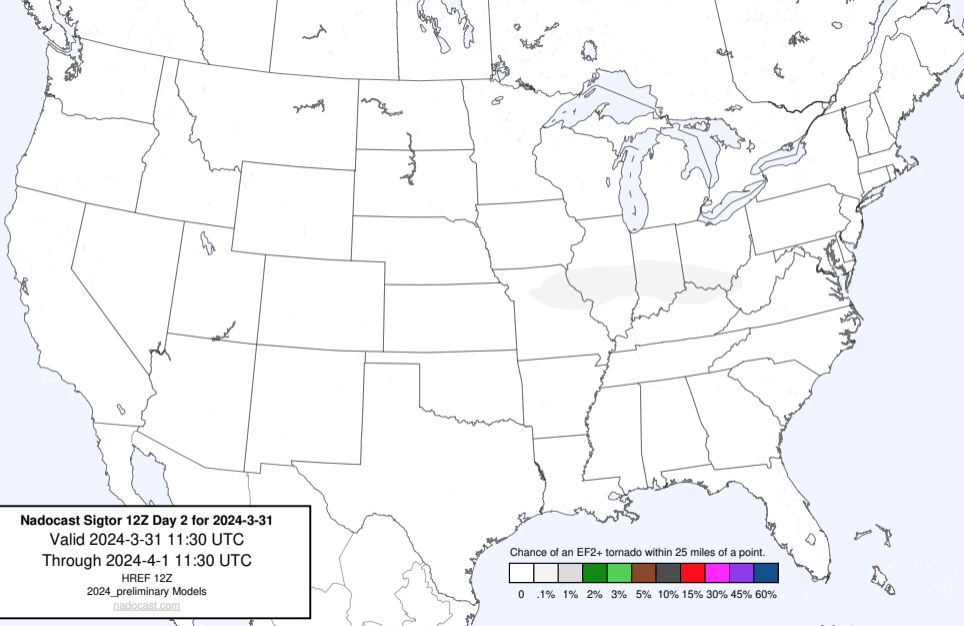 Nadocast Sigtor 12Z Day 2 for 2024-3-31
Valid 2024-3-31 11:30 UTC
Through 2024-4-1 11:30 UTC
HREF 12Z
2024_preliminary Models
nadocast.com
Chance of an EF2+ tornado within 25 miles of a point.
0 .1% 1% 2% 3% 5% 10% 15% 30% 45% 60%